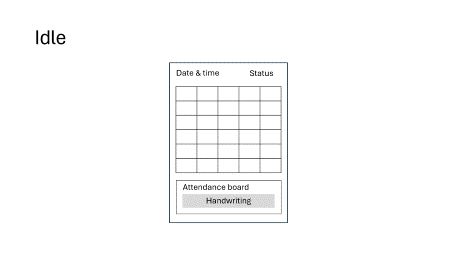 Idle
Date & time Status
Attendance board
Handwriting